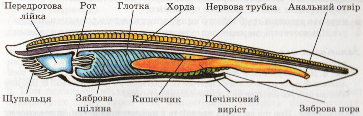 Передротова лійка
Рот
Глотка
Хорда
Нервова трубка
Анальний отвір
Щупальця
Зяброва щілина
Кишечник
Печінковий виріст
Зяброва пора